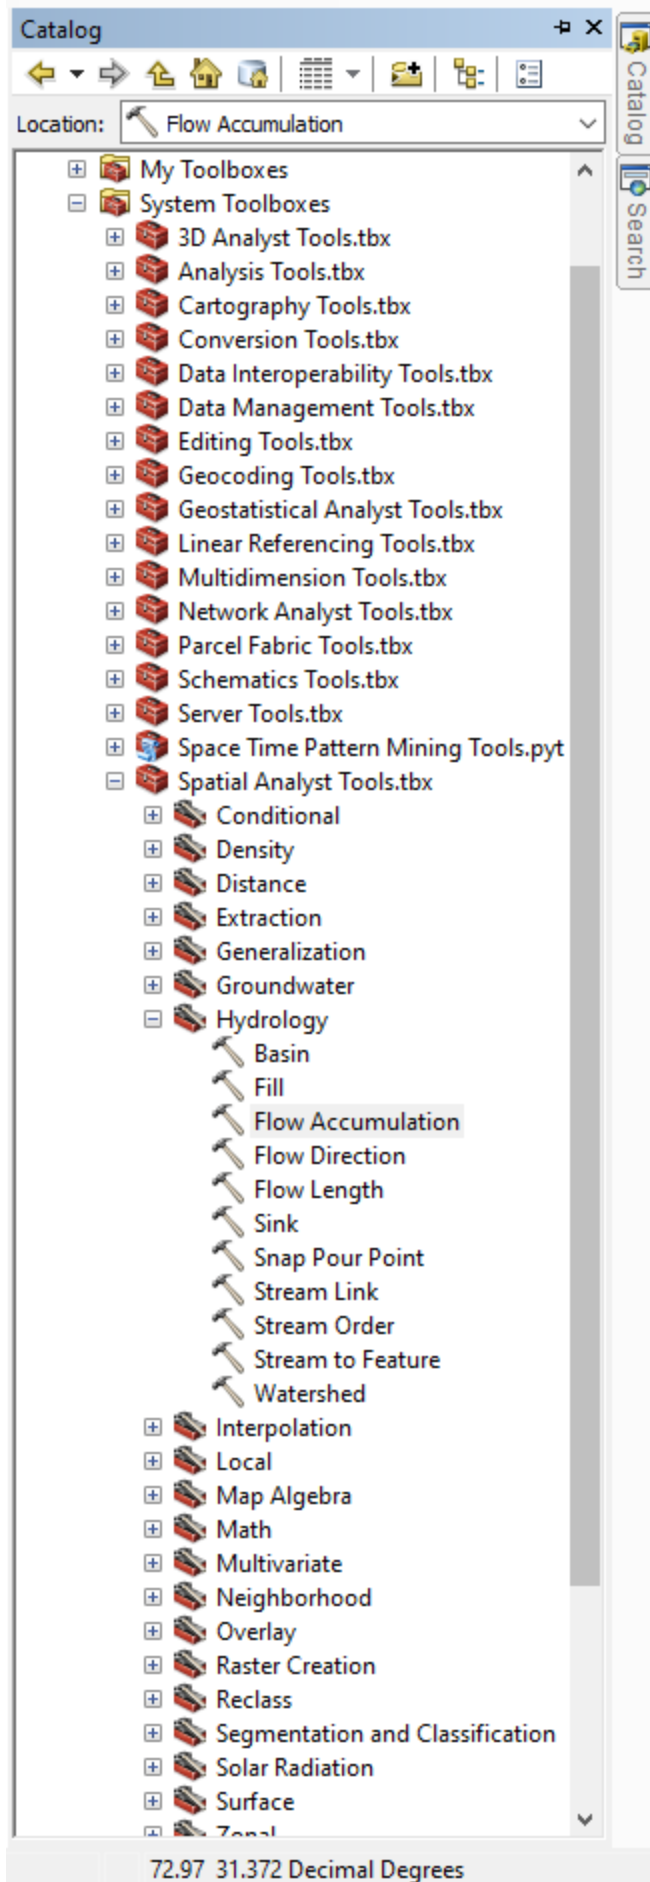 Catalog
Location: Flow Accumulation
My Toolboxes
System Toolboxes
3D Analyst Tools.tbx
Analysis Tools.tbx
Cartography Tools.tbx
Conversion Tools.tbx
Data Interoperability Tools.tbx
Data Management Tools.tbx
Editing Tools.tbx
Geocoding Tools.tbx
Geostatistical Analyst Tools.tbx
Linear Referencing Tools.tbx
Multidimension Tools.tbx
Network Analyst Tools.tbx
Parcel Fabric Tools.tbx
Schematics Tools.tbx
Server Tools.tbx
Space Time Pattern Mining Tools.pyt
Spatial Analyst Tools.tbx
Conditional
Density
Distance
Extraction
Generalization
Groundwater
Hydrology
Basin
Fill
Flow Accumulation
Flow Direction
Flow Length
Sink
Snap Pour Point
Stream Link
Stream Order
Stream to Feature
Watershed
Interpolation
Local
Map Algebra
Math
Multivariate
Neighborhood
Overlay
Raster Creation
Reclass
Segmentation and Classification
Solar Radiation
Surface
Zonal
72.97 31.372 Decimal Degrees
Catalog
Search